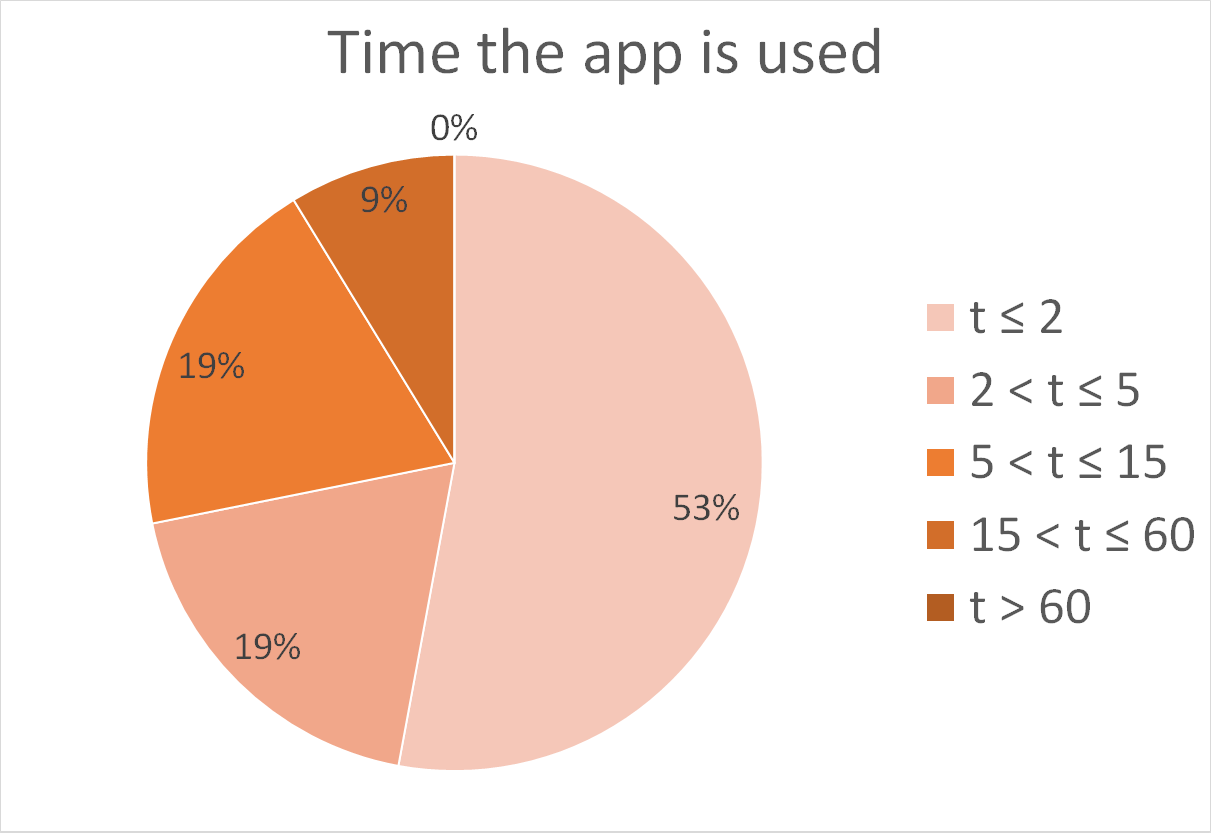 Time the app is used
0%
9%
19%
53%
19%
t ≤ 2
2 < t ≤ 5
5 < t ≤ 15
15 < t ≤ 60
t > 60